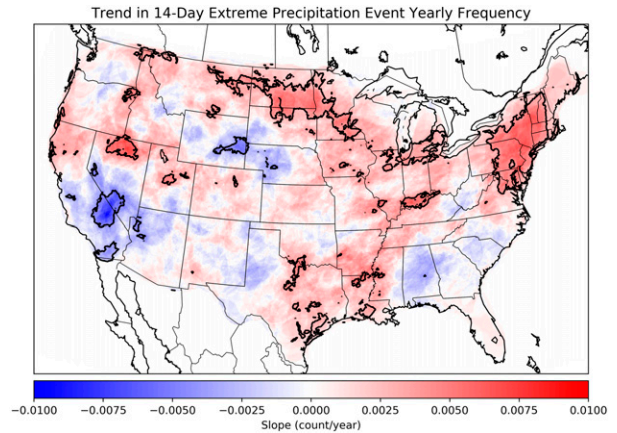 Trend in 14-Day Extreme Precipitation Event Yearly Frequency
−0.0100 −0.0075 −0.0050 −0.0025 0.0000 0.0025 0.0050 0.0075 0.0100
Slope (count/year)